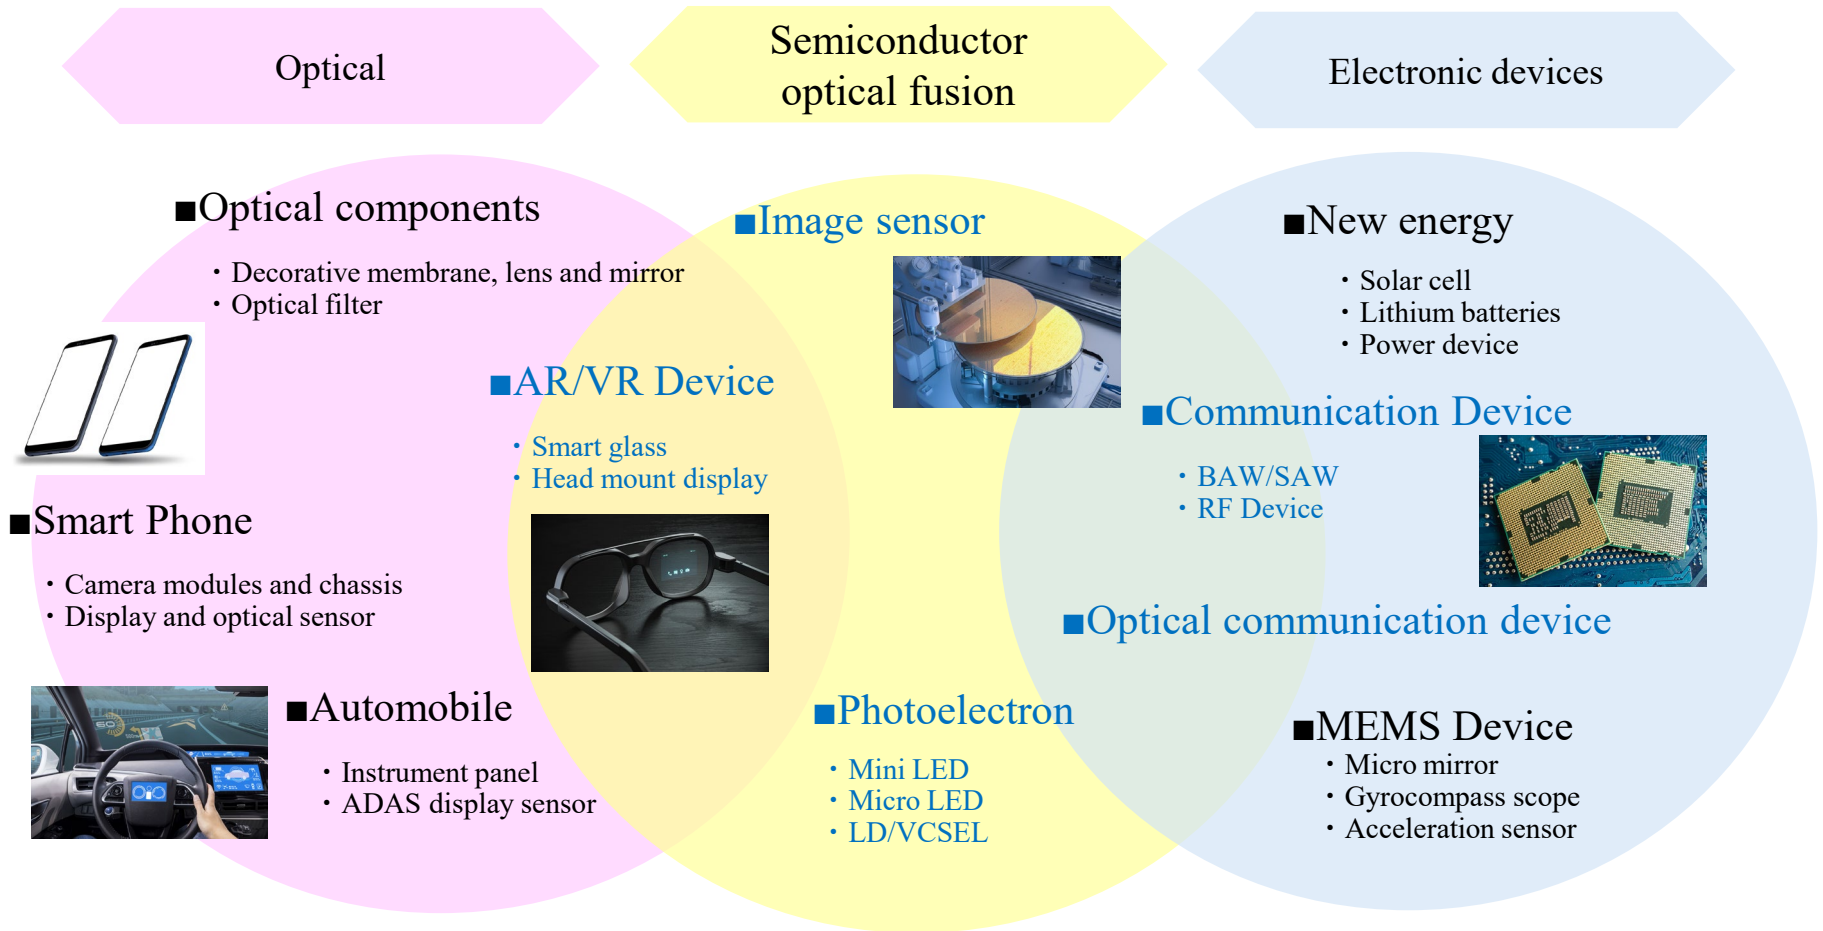 Optical
Semiconductor
optical fusion
Electronic devices
■Optical components
・Decorative membrane, lens and mirror
・Optical filter
■Smart Phone
・Camera modules and chassis
・Display and optical sensor
■Automobile
・Instrument panel
・ADAS display sensor
■AR/VR Device
・Smart glass
・Head mount display
■Image sensor
■Photoelectron
・Mini LED
・Micro LED
・LD/VCSEL
■Communication Device
・BAW/SAW
・RF Device
■Optical communication device
■New energy
・Solar cell
・Lithium batteries
・Power device
■MEMS Device
・Micro mirror
・Gyrocompass scope
・Acceleration sensor